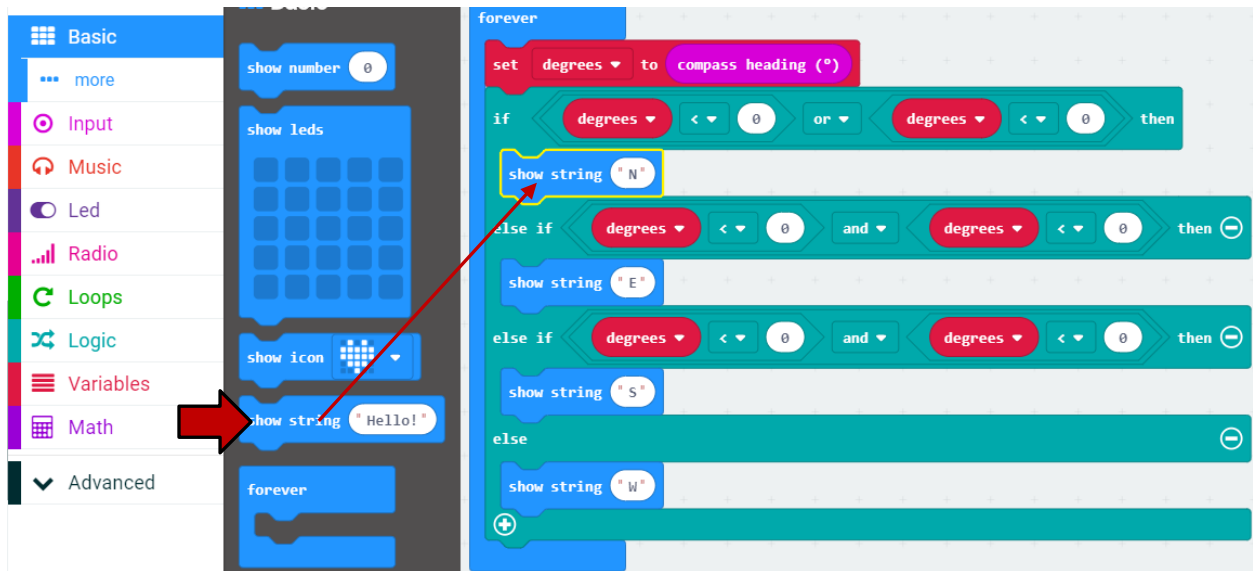 Basic
more
Input
Music
Led
Radio
Loops
Logic
Variables
Math
Advanced
Basic
show number 0
show leds
show icon
show string "Hello!"
forever
forever
set degrees to compass heading (°)
if degrees < 0 or degrees < 0 then
show string "N"
else if degrees < 0 and degrees < 0 then
show string "E"
else if degrees < 0 and degrees < 0 then
show string "S"
else
show string "W"